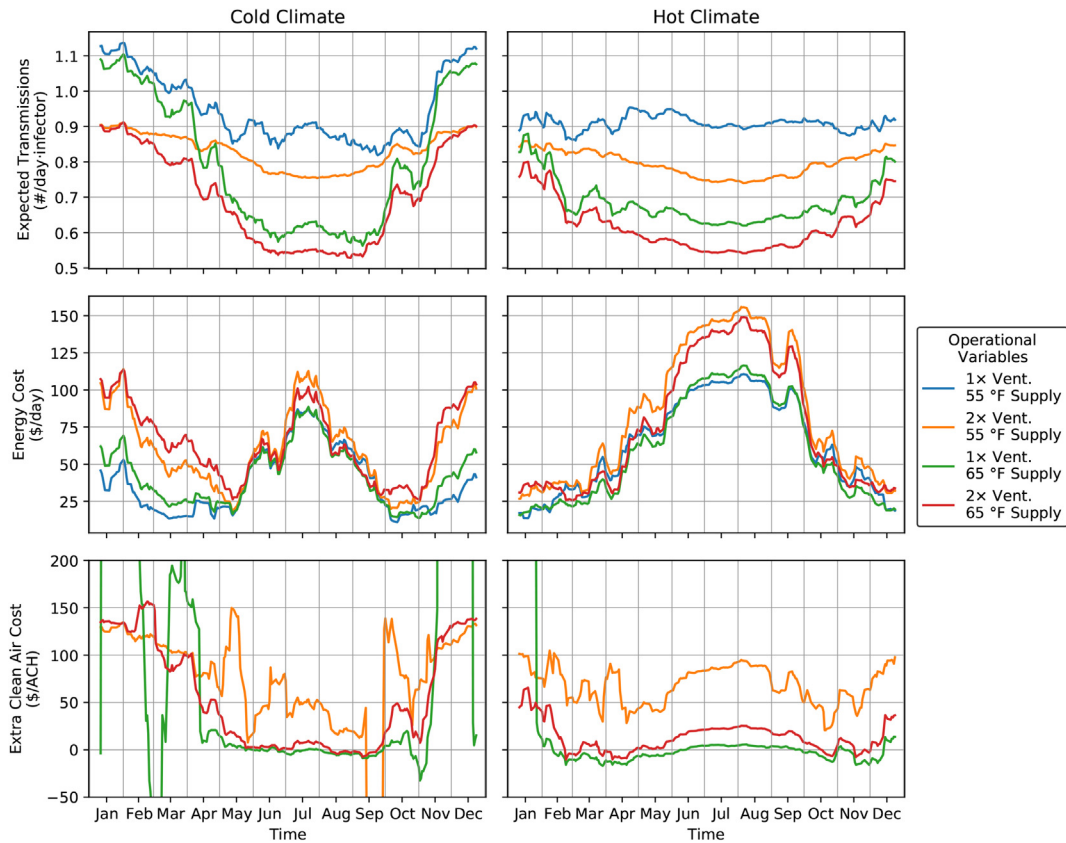 Cold Climate
Hot Climate
Expected Transmissions
(#/day·infector)
1.1
1.0
0.9
0.8
0.7
0.6
0.5
Energy Cost
($/day)
150
125
100
75
50
25
Operational
Variables
1× Vent.
55 °F Supply
2× Vent.
55 °F Supply
1× Vent.
65 °F Supply
2× Vent.
65 °F Supply
Extra Clean Air Cost
($/ACH)
200
150
100
50
0
−50
Jan Feb Mar Apr May Jun Jul Aug Sep Oct Nov Dec
Time
Jan Feb Mar Apr May Jun Jul Aug Sep Oct Nov Dec
Time